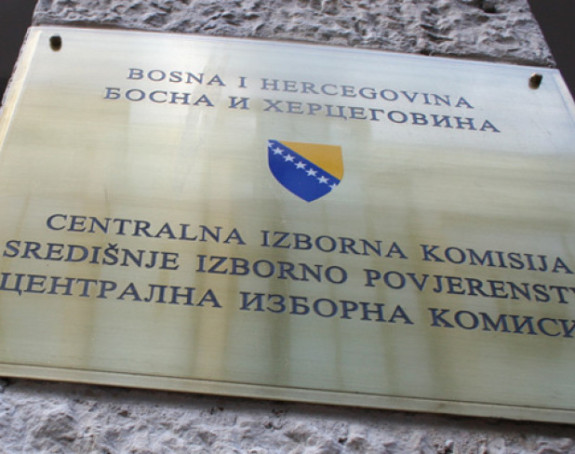 BOSNA I HERCEGOVINA
БОСНА И ХЕРЦЕГОВИНА
CENTRALNA IZBORNA KOMISIJA
SREDIŠNJE IZBORNO POVJERENSTV
ЦЕНТРАЛНА ИЗБОРНА КОМИСИ